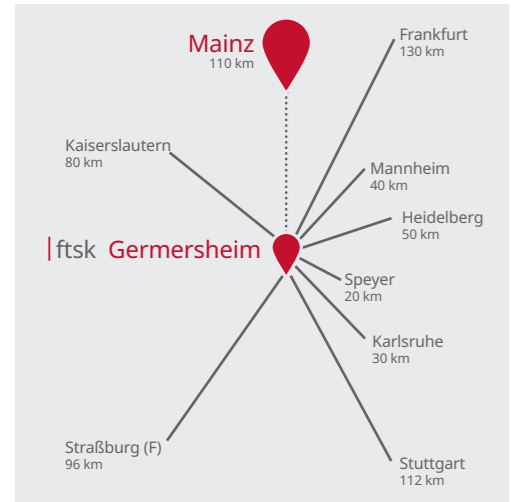 Mainz
110 km
Frankfurt
130 km
Kaiserslautern
80 km
Mannheim
40 km
Heidelberg
50 km
|ftsk Germersheim
Speyer
20 km
Karlsruhe
30 km
Straßburg (F)
96 km
Stuttgart
112 km